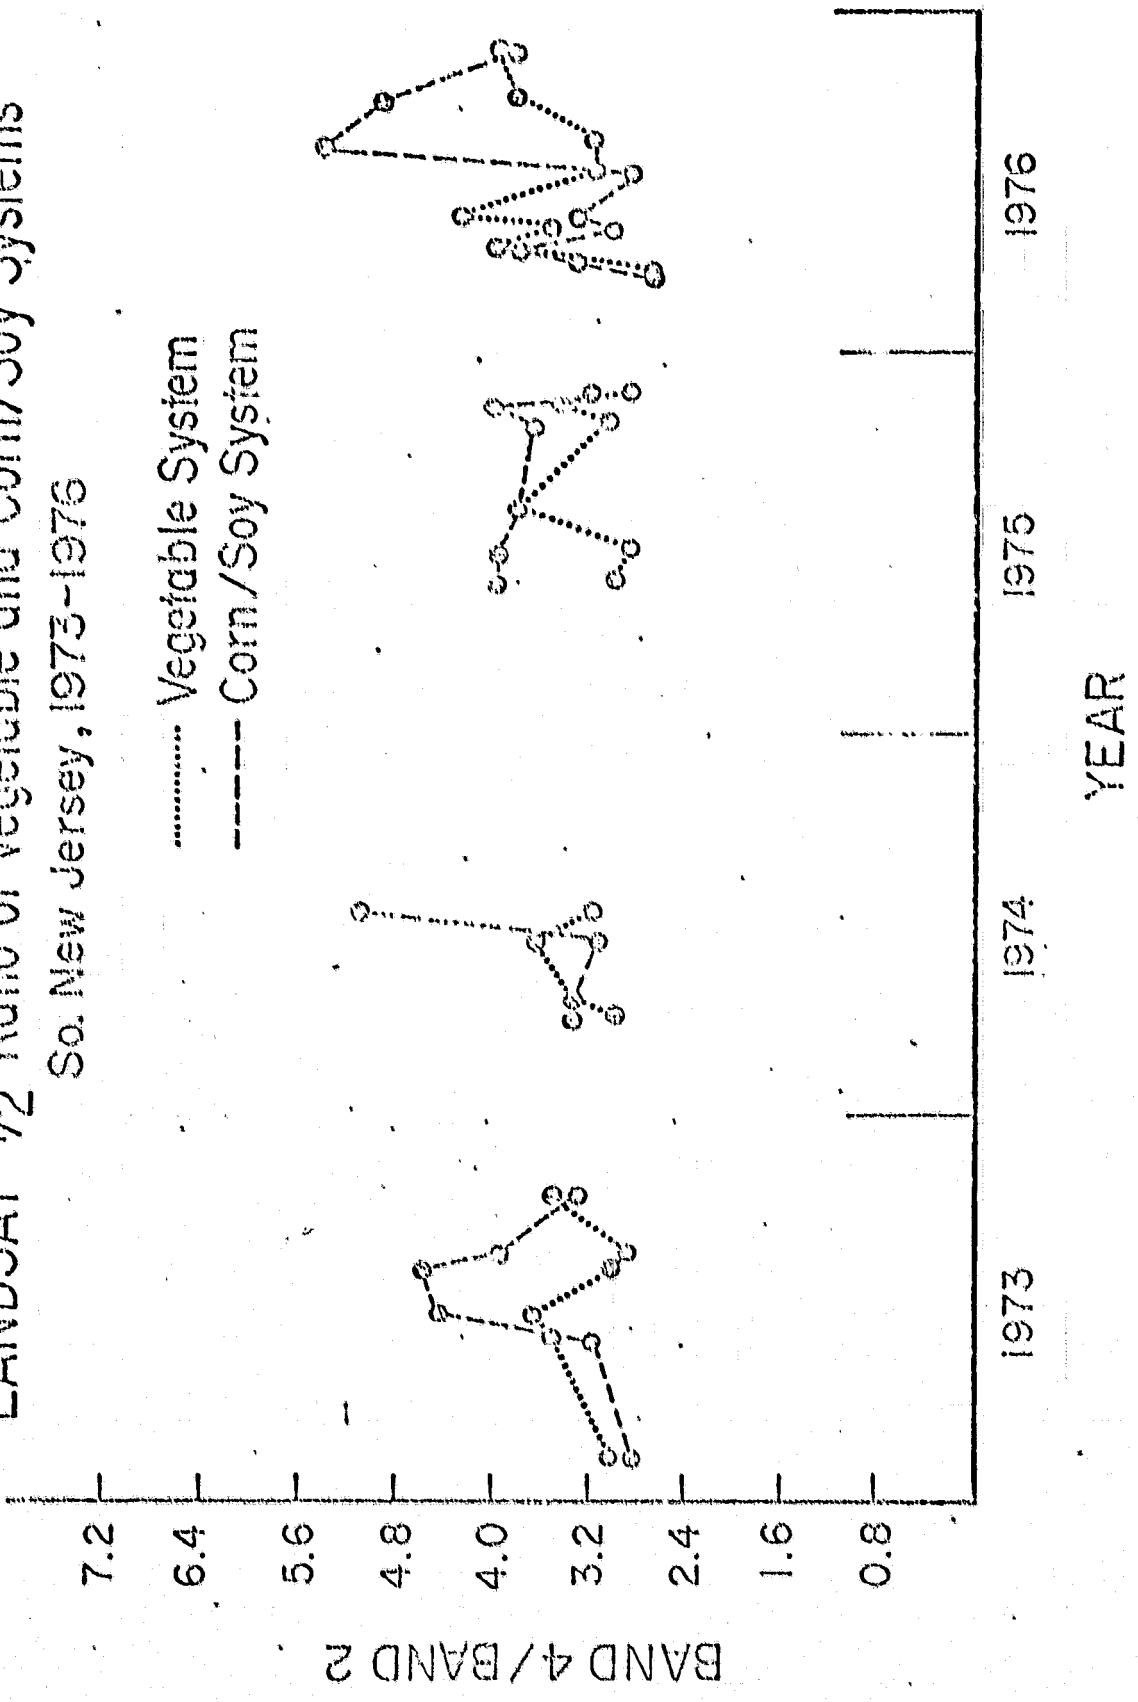 LANDSAT 4/2 Ratio of Vegetable and Corn/Soy Systems
So. New Jersey, 1973-1976
Vegetable System
Corn/Soy System
7.2
6.4
5.6
4.8
4.0
3.2
2.4
1.6
0.8
BAND 4/BAND 2
1973
1974
1975
1976
YEAR